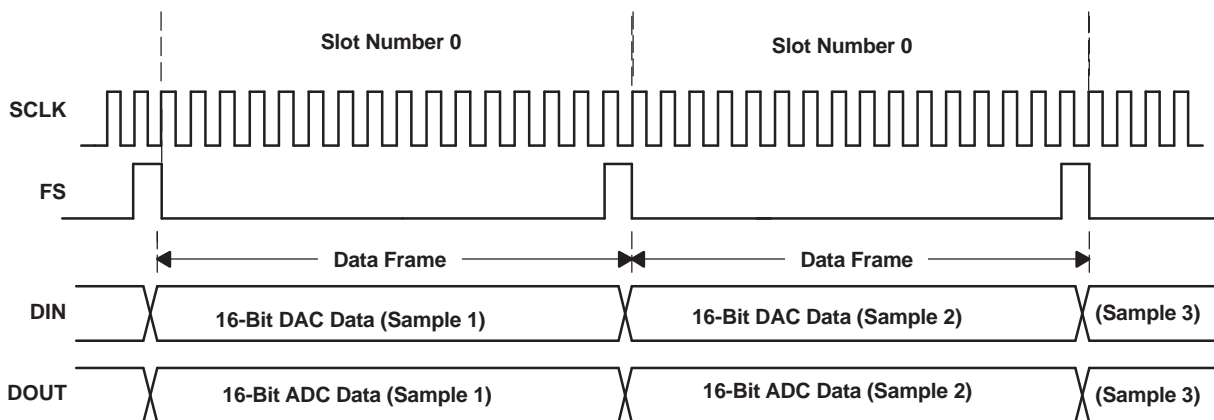 Slot Number 0
Slot Number 0
SCLK
FS
Data Frame
Data Frame
DIN
16-Bit DAC Data (Sample 1)
16-Bit DAC Data (Sample 2)
(Sample 3)
DOUT
16-Bit ADC Data (Sample 1)
16-Bit ADC Data (Sample 2)
(Sample 3)